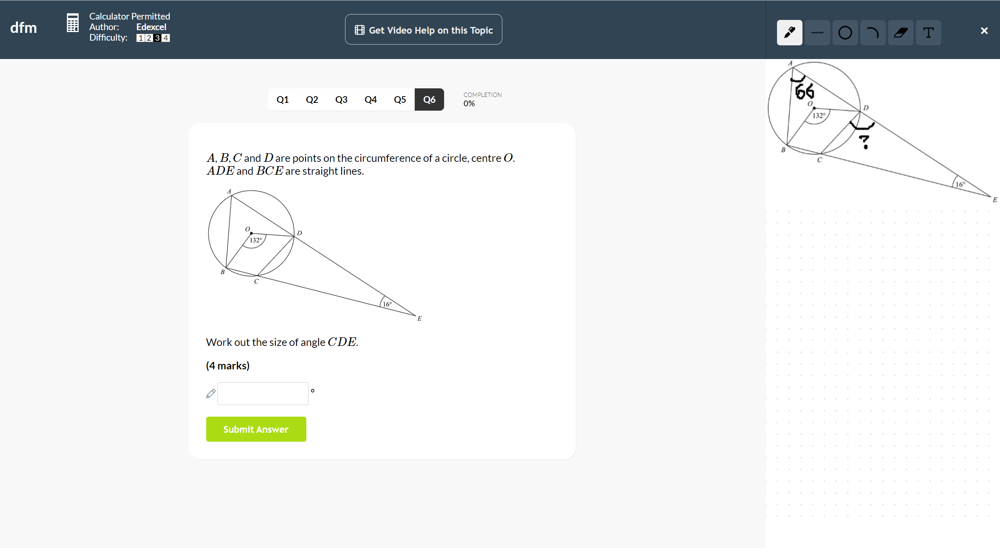 dfm
Calculator Permitted
Author: Edexcel
Difficulty: 1 2 3 4
Get Video Help on this Topic
T
×
Q1 Q2 Q3 Q4 Q5 Q6
COMPLETION
0%
A, B, C and D are points on the circumference of a circle, centre O.
ADE and BCE are straight lines.
A
O
132°
D
B
C
16°
E
Work out the size of angle CDE.
(4 marks)
°
Submit Answer
A
66
O
132°
D
?
B
C
16°
E